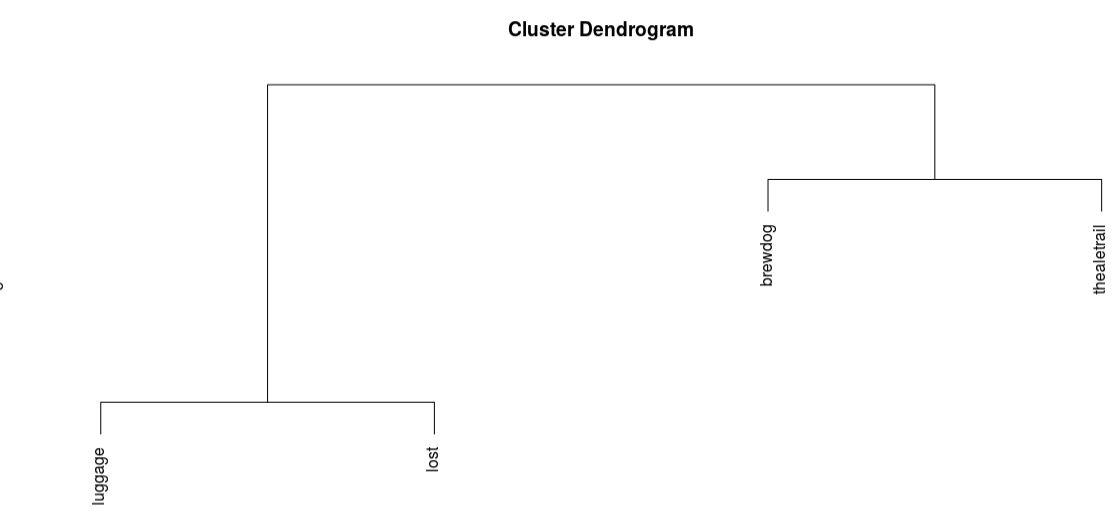 Cluster Dendrogram
brewdog
thealetrail
luggage
lost